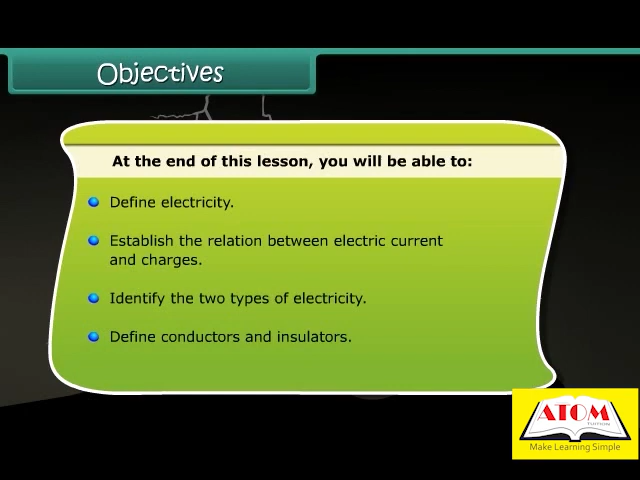 Objectives
At the end of this lesson, you will be able to:
Define electricity.
Establish the relation between electric current
and charges.
Identify the two types of electricity.
Define conductors and insulators.
ATOM
TUITION
Make Learning Simple